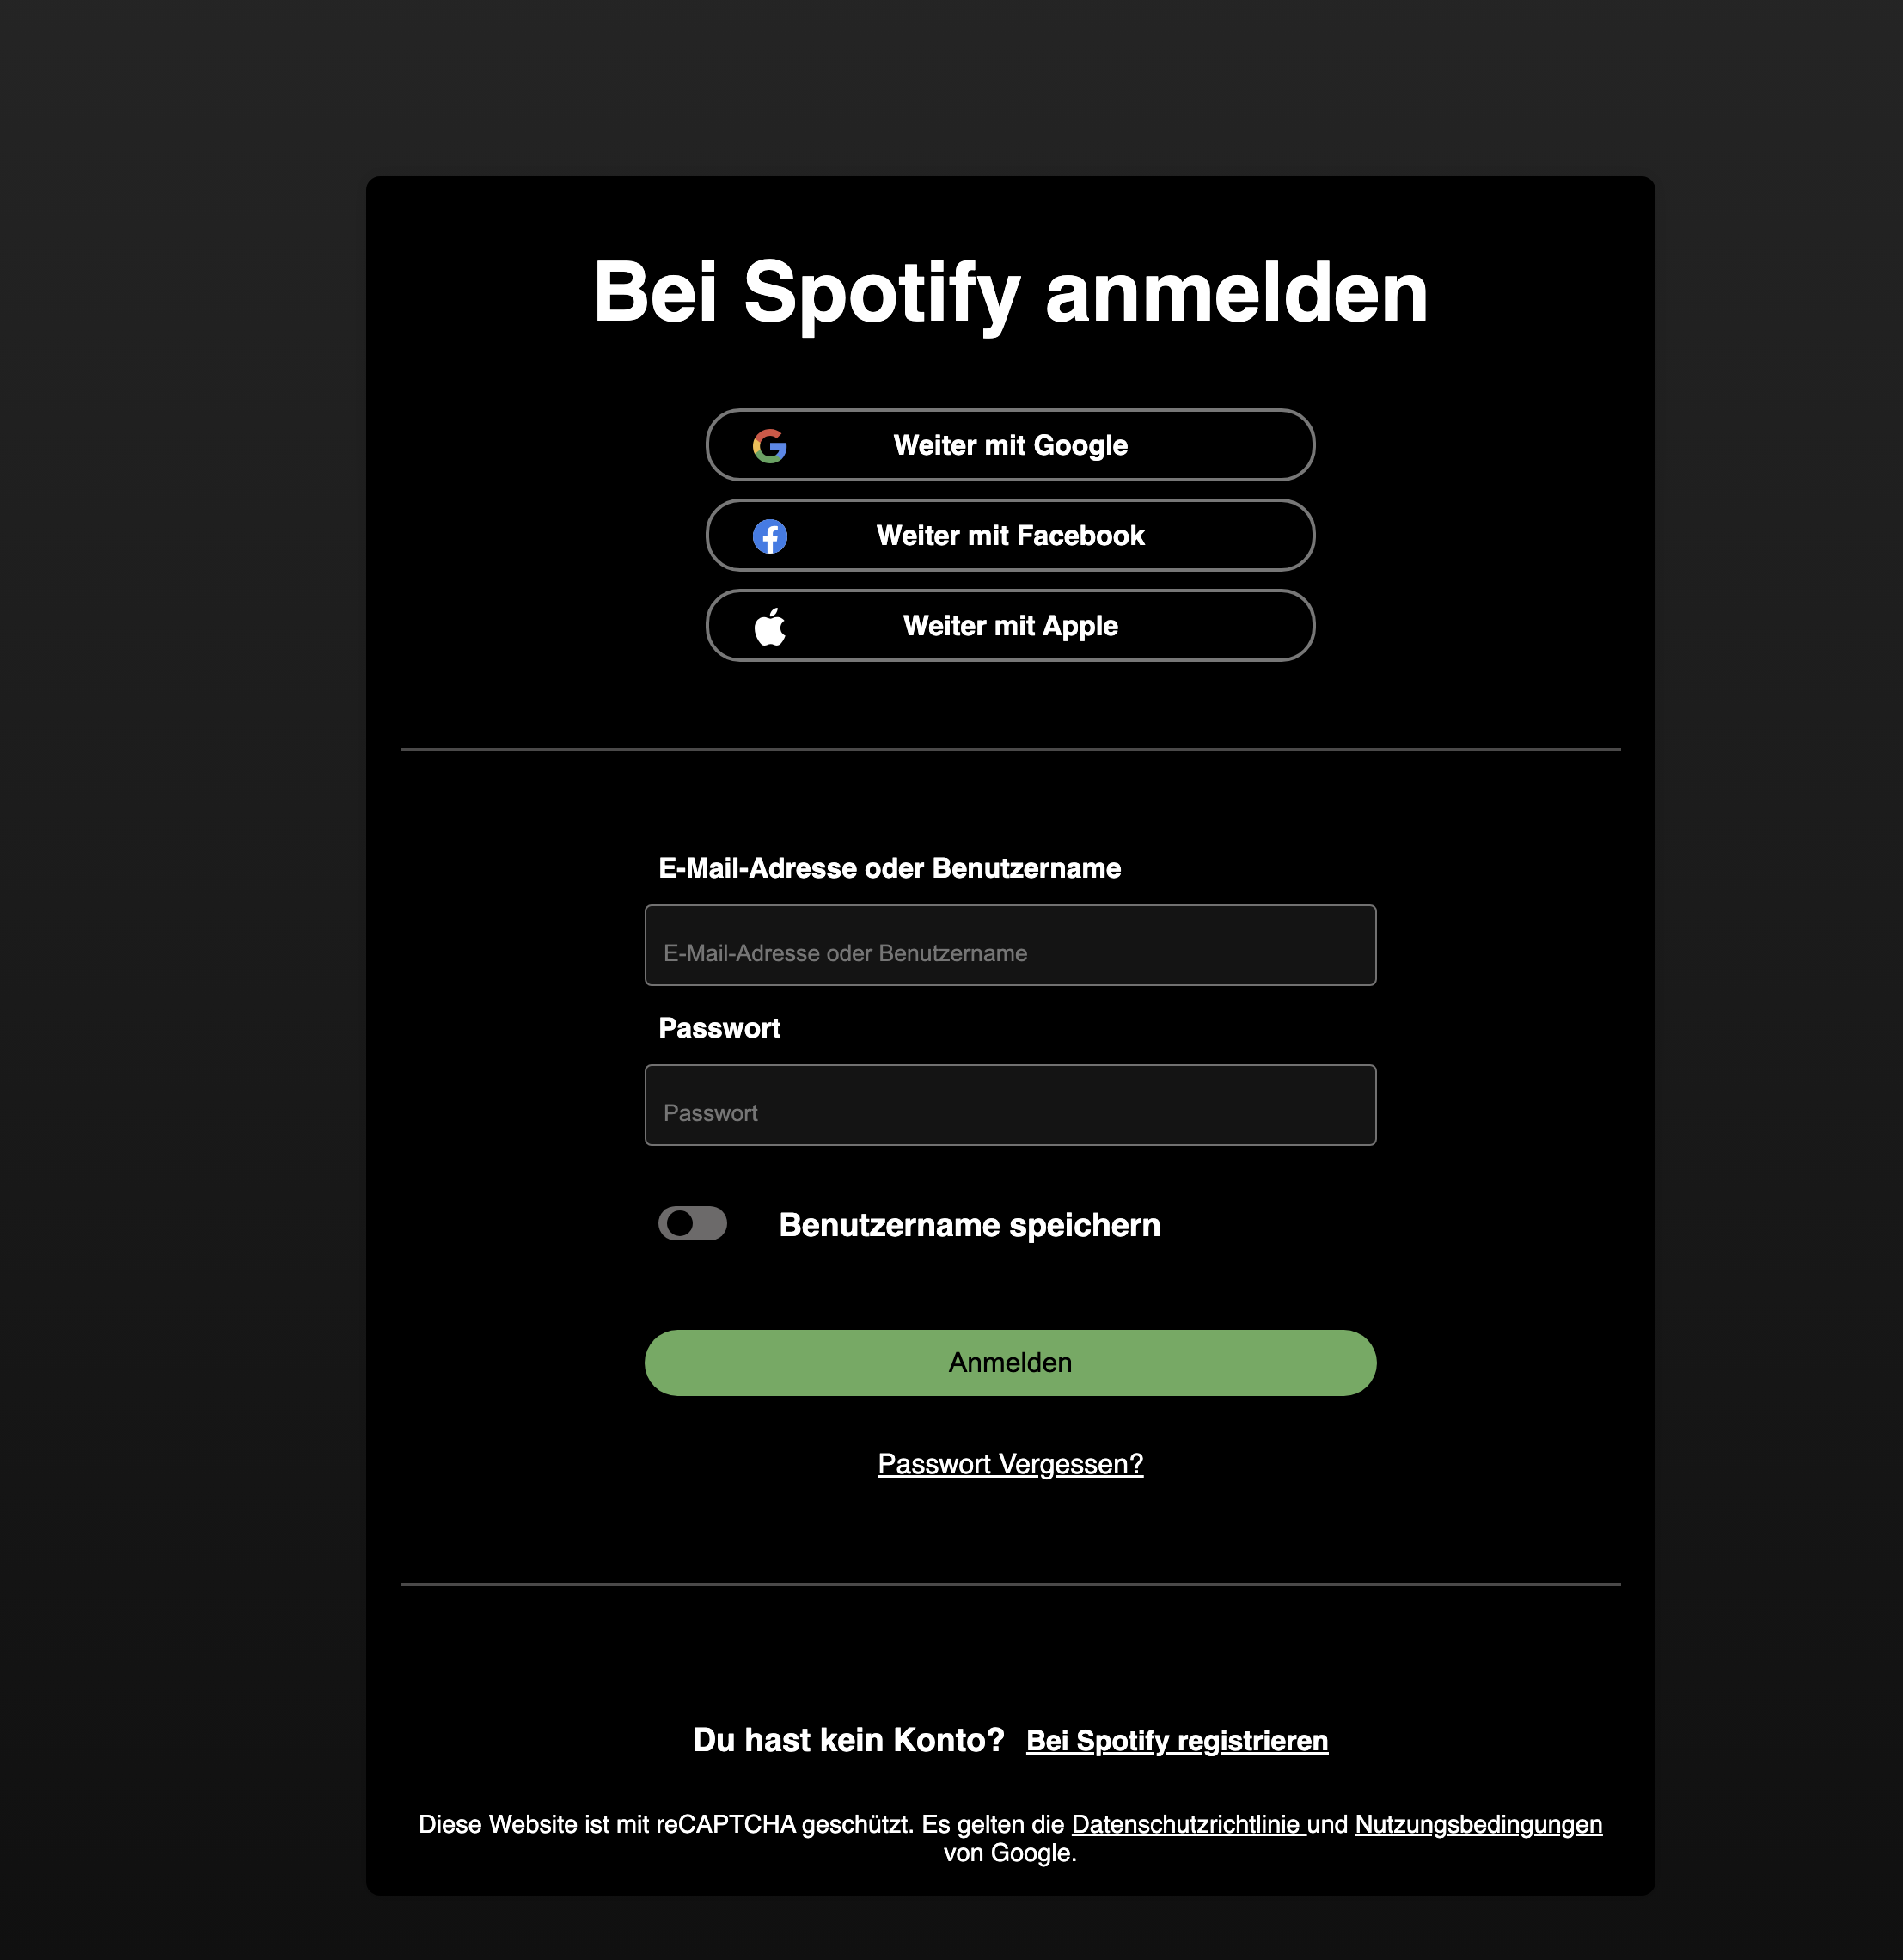 Bei Spotify anmelden
Weiter mit Google
Weiter mit Facebook
Weiter mit Apple
E-Mail-Adresse oder Benutzername
E-Mail-Adresse oder Benutzername
Passwort
Passwort
Benutzername speichern
Anmelden
Passwort Vergessen?
Du hast kein Konto? Bei Spotify registrieren
Diese Website ist mit reCAPTCHA geschützt. Es gelten die Datenschutzrichtlinie und Nutzungsbedingungen
von Google.